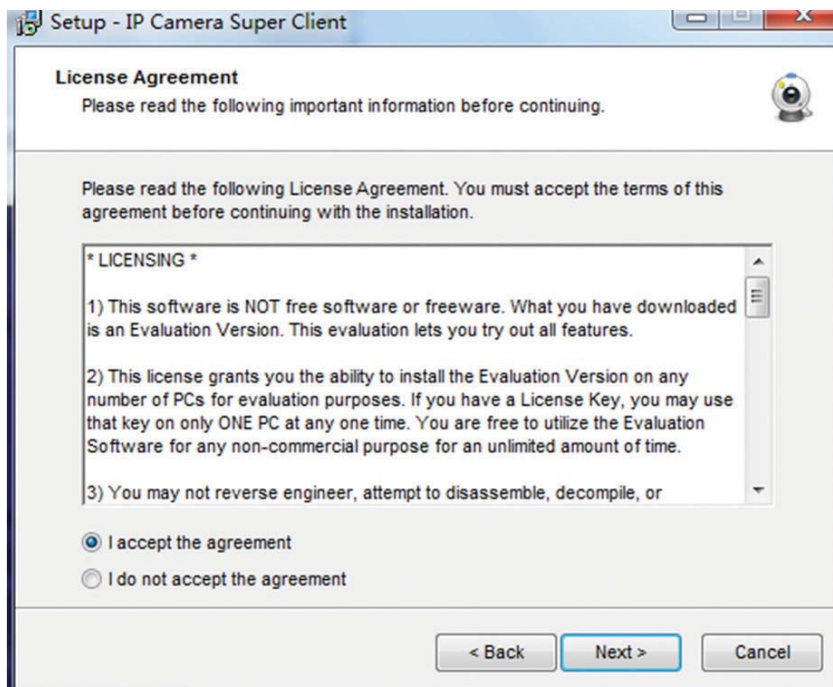 Setup - IP Camera Super Client
License Agreement
Please read the following important information before continuing.
Please read the following License Agreement. You must accept the terms of this
agreement before continuing with the installation.
* LICENSING *
1) This software is NOT free software or freeware. What you have downloaded
is an Evaluation Version. This evaluation lets you try out all features.
2) This license grants you the ability to install the Evaluation Version on any
number of PCs for evaluation purposes. If you have a License Key, you may use
that key on only ONE PC at any one time. You are free to utilize the Evaluation
Software for any non-commercial purpose for an unlimited amount of time.
3) You may not reverse engineer, attempt to disassemble, decompile, or
I accept the agreement
I do not accept the agreement
< Back Next > Cancel